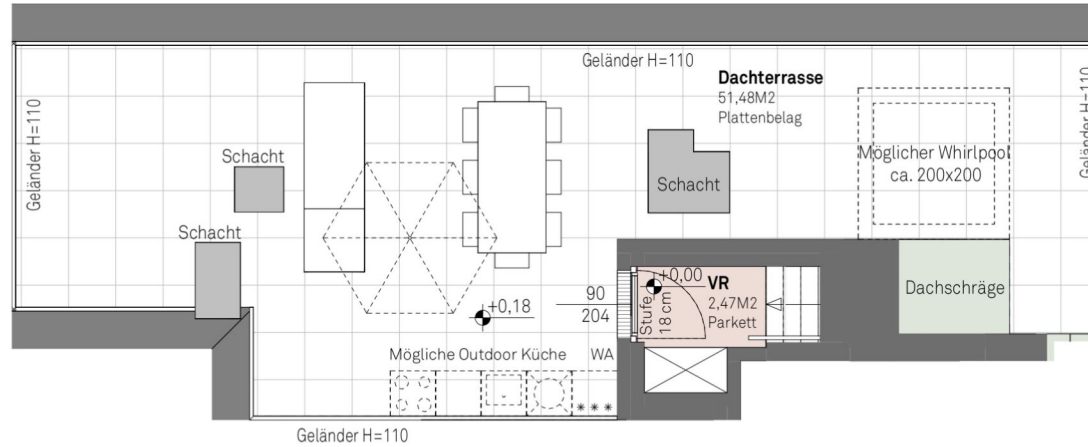 Geländer H=110
Dachterrasse
51,48M2
Plattenbelag
Geländer H=110
Geländer H=110
Schacht
Schacht
Möglicher Whirlpool
ca. 200x200
Schacht
Dachschräge
+0,00
VR
2,47M2
Parkett
Stufe
18cm
90
204
+0,18
Mögliche Outdoor Küche
WA
***
Geländer H=110